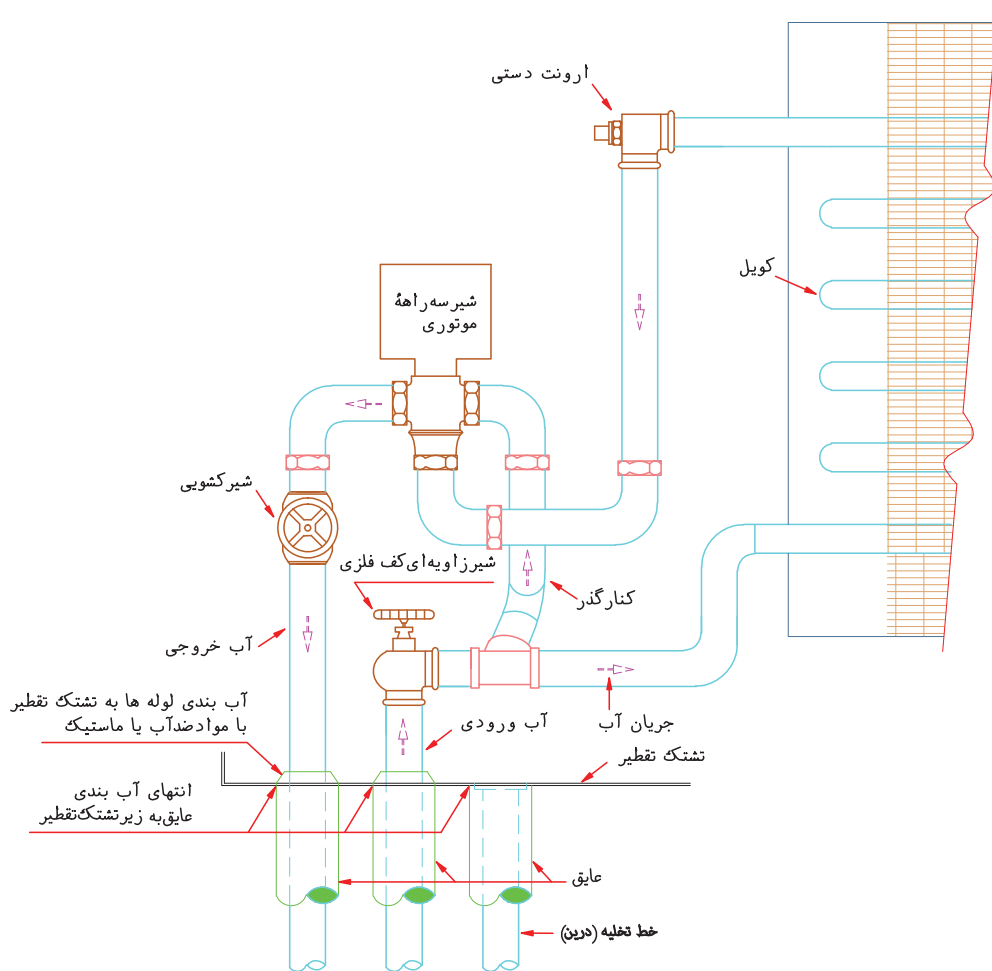 ارونت دستی
کویل
شیر سه راههٔ
موتوری
شیرکشویی
شیرزاویه‌ای‌کف فلزی
کنارگذر
آب خروجی
آب بندی لوله ها به تشتک تقطیر
با موادضدآب یا ماستیک
آب ورودی
جریان آب
تشتک تقطیر
انتهای آب بندی
عایق‌به زیرتشتک‌تقطیر
عایق
خط تخلیه (درین)